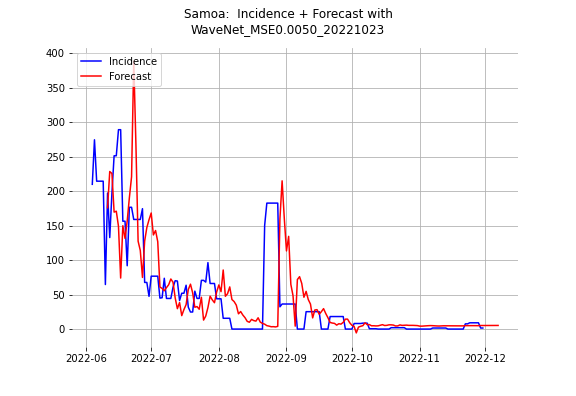 Samoa:  Incidence + Forecast with
WaveNet_MSE0.0050_20221023
Incidence
Forecast
400
350
300
250
200
150
100
50
0
2022-06 2022-07 2022-08 2022-09 2022-10 2022-11 2022-12